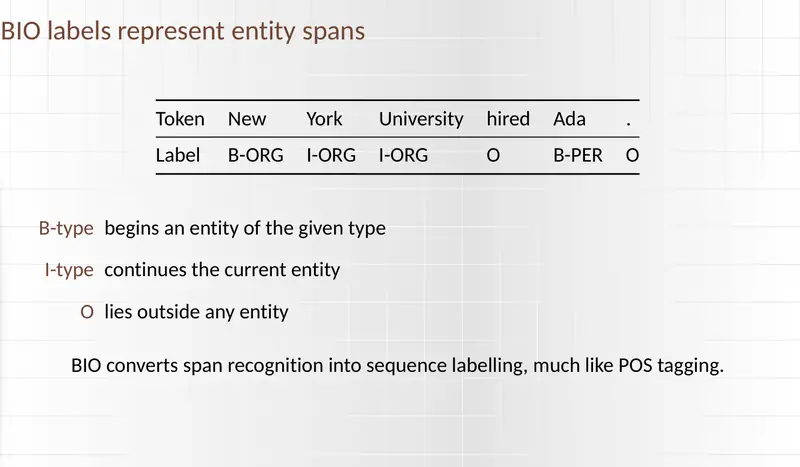 BIO labels represent entity spans
Token New York University hired Ada .
Label B-ORG I-ORG I-ORG O B-PER O
B-type begins an entity of the given type
I-type continues the current entity
O lies outside any entity
BIO converts span recognition into sequence labelling, much like POS tagging.